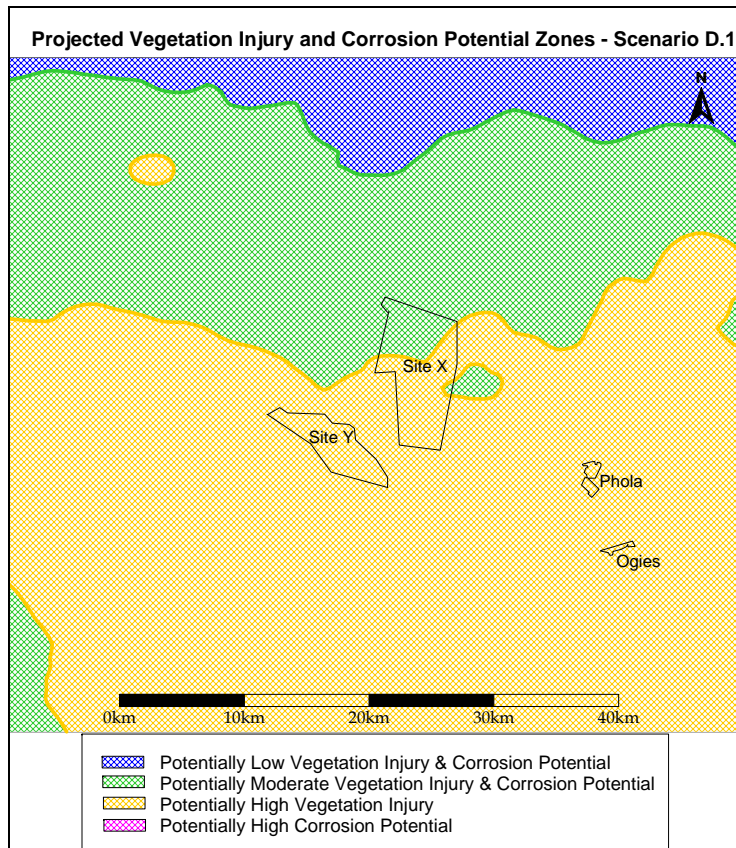 Projected Vegetation Injury and Corrosion Potential Zones - Scenario D.1
N
Site X
Site Y
Phola
Ogies
0km 10km 20km 30km 40km
Potentially Low Vegetation Injury & Corrosion Potential
Potentially Moderate Vegetation Injury & Corrosion Potential
Potentially High Vegetation Injury
Potentially High Corrosion Potential